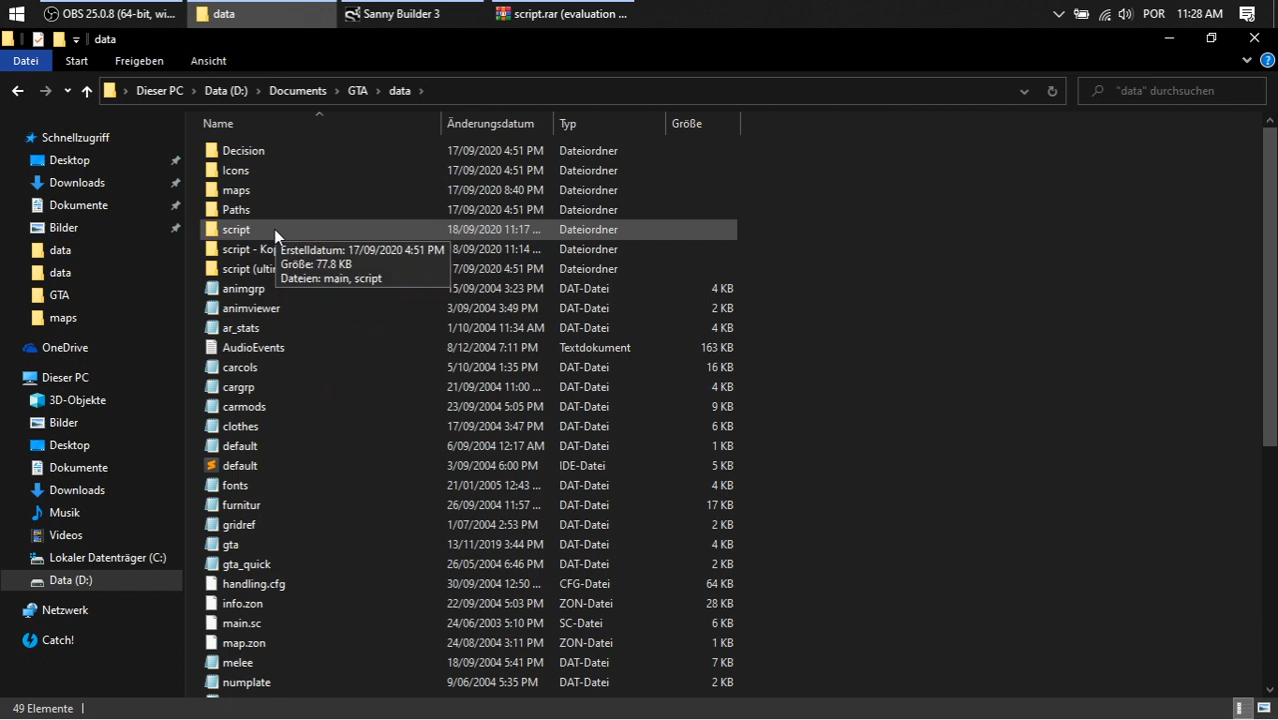 OBS 25.0.8 (64-bit, wi... data Sanny Builder 3 script.rar (evaluation ... POR 11:28 AM
data
Datei Start Freigeben Ansicht
Dieser PC Data (D:) Documents GTA data "data" durchsuchen
Name Änderungsdatum Typ Größe
Schnellzugriff
Desktop
Downloads
Dokumente
Bilder
data
data
GTA
maps
OneDrive
Dieser PC
3D-Objekte
Bilder
Desktop
Dokumente
Downloads
Musik
Videos
Lokaler Datenträger (C:)
Data (D:)
Netzwerk
Catch!
Decision 17/09/2020 4:51 PM Dateiordner
Icons 17/09/2020 4:51 PM Dateiordner
maps 17/09/2020 8:40 PM Dateiordner
Paths 17/09/2020 4:51 PM Dateiordner
script 18/09/2020 11:17 ... Dateiordner
script - Ko 8/09/2020 11:14 ... Dateiordner
script (ulti 7/09/2020 4:51 PM Dateiordner
Erstelldatum: 17/09/2020 4:51 PM
Größe: 77.8 KB
Dateien: main, script
animgrp 5/09/2004 3:23 PM DAT-Datei 4 KB
animviewer 3/09/2004 3:49 PM DAT-Datei 2 KB
ar_stats 1/10/2004 11:34 AM DAT-Datei 4 KB
AudioEvents 8/12/2004 7:11 PM Textdokument 163 KB
carcols 5/10/2004 1:35 PM DAT-Datei 16 KB
cargrp 21/09/2004 11:00 ... DAT-Datei 4 KB
carmods 23/09/2004 5:05 PM DAT-Datei 9 KB
clothes 17/09/2004 3:47 PM DAT-Datei 6 KB
default 6/09/2004 12:17 AM DAT-Datei 1 KB
default 3/09/2004 6:00 PM IDE-Datei 5 KB
fonts 21/01/2005 12:43 ... DAT-Datei 4 KB
furnitur 26/09/2004 11:57 ... DAT-Datei 17 KB
gridref 1/07/2004 2:53 PM DAT-Datei 2 KB
gta 13/11/2019 3:44 PM DAT-Datei 4 KB
gta_quick 26/05/2004 6:46 PM DAT-Datei 2 KB
handling.cfg 30/09/2004 12:50 ... CFG-Datei 64 KB
info.zon 22/09/2004 5:03 PM ZON-Datei 28 KB
main.sc 24/06/2003 5:10 PM SC-Datei 6 KB
map.zon 24/08/2004 3:11 PM ZON-Datei 1 KB
melee 18/09/2004 5:41 PM DAT-Datei 7 KB
numplate 9/06/2004 5:35 PM DAT-Datei 2 KB
49 Elemente